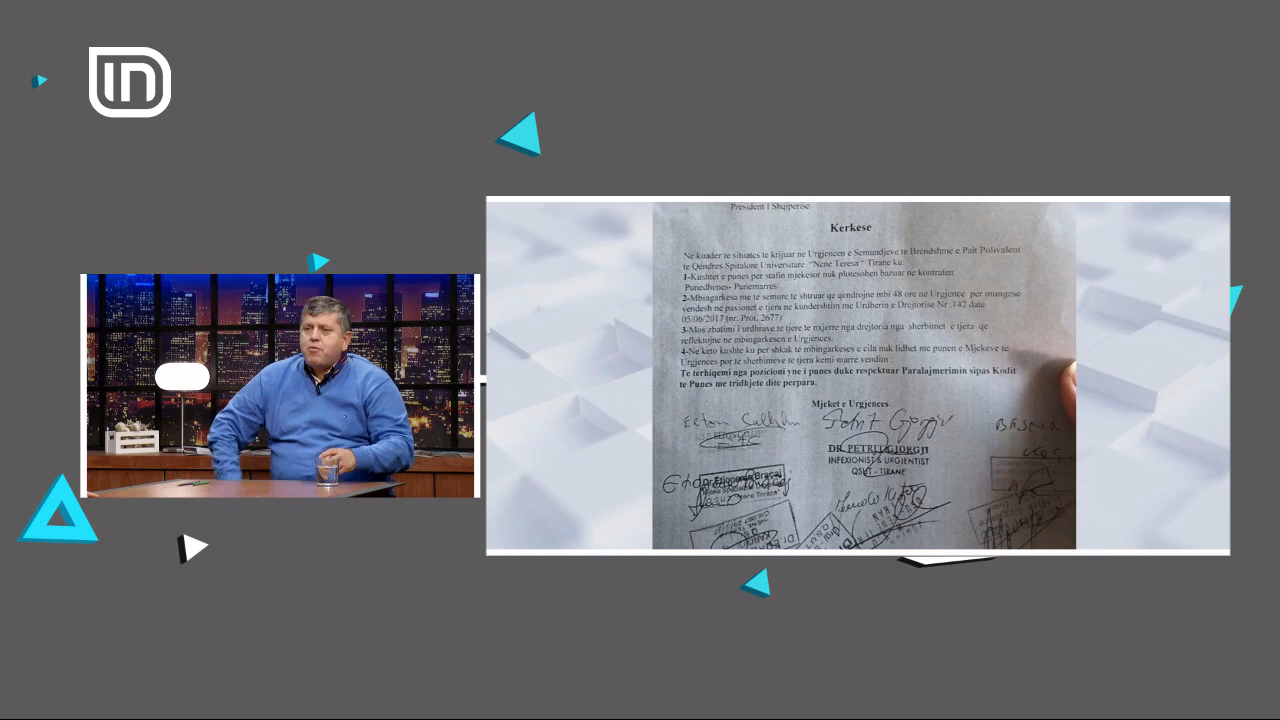 IN
President i Shqiperise
Kerkese
Ne kuader te situates te krijuar ne Urgjencen e Semundjeve te Brendshme e Pait Polivalent
te Qendres Spitalore Universitare "Nene Tereza" Tirane ku:
1-Kushtet e punes per stafin mjekesor nuk plotesohen bazuar ne kontraten
Punedhenes- Punemarres
2-Mbingarkesa me te semure te shtruar qe qendrojne mbi 48 ore ne Urgjence per mungese
vendesh ne pavionet e tjera ne kundershtim me Urdherin e Drejtorise Nr .142 date
05/06/2017 (nr. Prot. 2677)
3-Mos zbatimi i urdhrave te tjere te nxjerre nga drejtoria nga sherbimet e tjera qe
reflektojne ne mbingarkesen e Urgjences.
4-Ne keto kushte ku per shkak te mbingarkeses e cila nuk lidhet me punen e Mjekeve te
Urgjences por te sherbimeve te tjera kemi marre vendim :
Te terhiqemi nga pozicioni yne i punes duke respektuar Paralajmerimin sipas Kodit
te Punes me tridhjete dite perpara.
Mjeket e Urgjences
DR. PETRIT GJORGJI
INFEXIONIST & URGJENTIST
QSUT - TIRANE